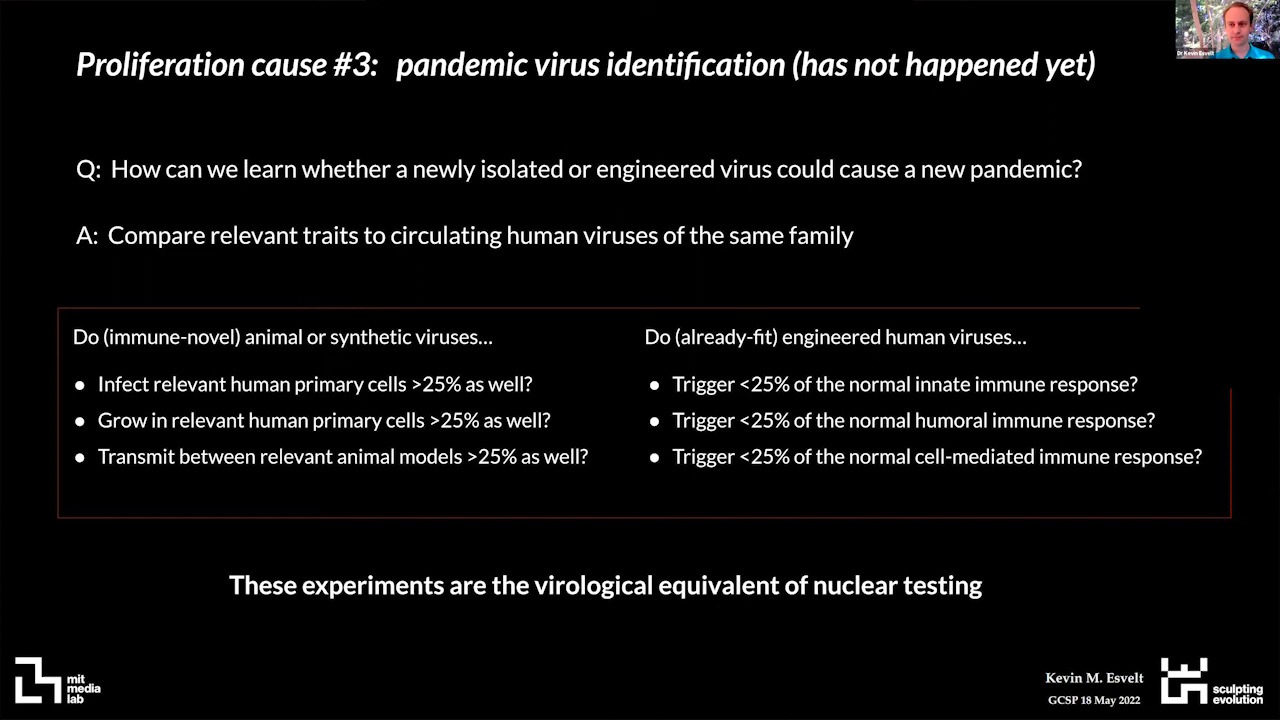 Dr Kevin Esvelt
Proliferation cause #3: pandemic virus identification (has not happened yet)
Q: How can we learn whether a newly isolated or engineered virus could cause a new pandemic?
A: Compare relevant traits to circulating human viruses of the same family
Do (immune-novel) animal or synthetic viruses...
● Infect relevant human primary cells >25% as well?
● Grow in relevant human primary cells >25% as well?
● Transmit between relevant animal models >25% as well?
Do (already-fit) engineered human viruses...
● Trigger <25% of the normal innate immune response?
● Trigger <25% of the normal humoral immune response?
● Trigger <25% of the normal cell-mediated immune response?
These experiments are the virological equivalent of nuclear testing
mit
media
lab
Kevin M. Esvelt
GCSP 18 May 2022
sculpting
evolution